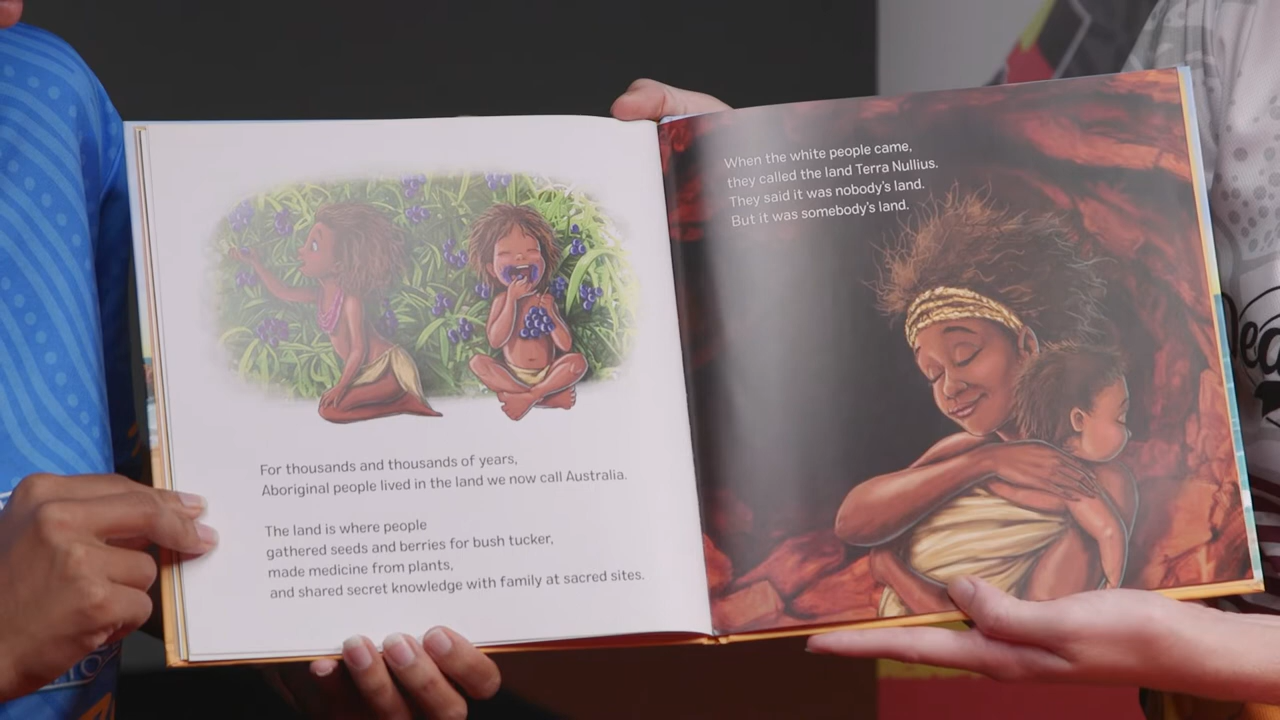 For thousands and thousands of years,
Aboriginal people lived in the land we now call Australia.
The land is where people
gathered seeds and berries for bush tucker,
made medicine from plants,
and shared secret knowledge with family at sacred sites.
When the white people came,
they called the land Terra Nullius.
They said it was nobody's land.
But it was somebody's land.